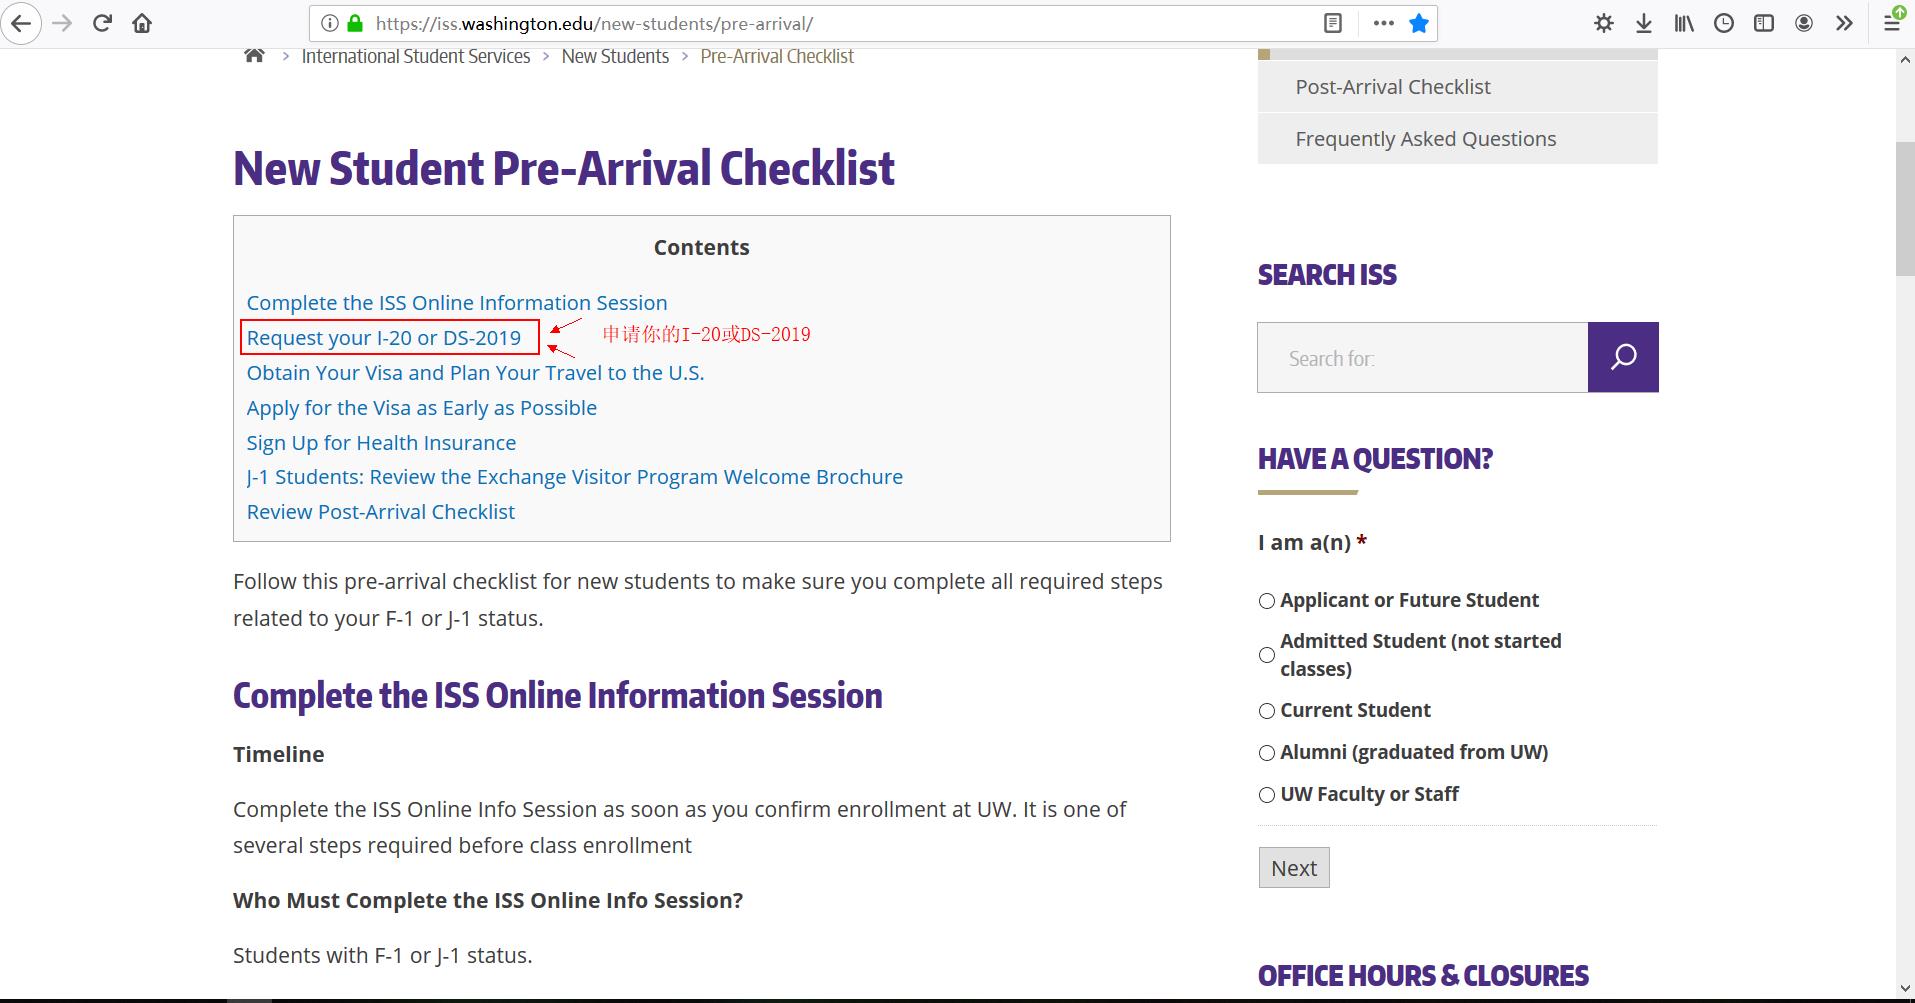 https://iss.washington.edu/new-students/pre-arrival/
International Student Services > New Students > Pre-Arrival Checklist
New Student Pre-Arrival Checklist
Contents
Complete the ISS Online Information Session
Request your I-20 or DS-2019
申请你的I-20或DS-2019
Obtain Your Visa and Plan Your Travel to the U.S.
Apply for the Visa as Early as Possible
Sign Up for Health Insurance
J-1 Students: Review the Exchange Visitor Program Welcome Brochure
Review Post-Arrival Checklist
Follow this pre-arrival checklist for new students to make sure you complete all required steps
related to your F-1 or J-1 status.
Complete the ISS Online Information Session
Timeline
Complete the ISS Online Info Session as soon as you confirm enrollment at UW. It is one of
several steps required before class enrollment
Who Must Complete the ISS Online Info Session?
Students with F-1 or J-1 status.
Post-Arrival Checklist
Frequently Asked Questions
SEARCH ISS
Search for:
HAVE A QUESTION?
I am a(n) *
Applicant or Future Student
Admitted Student (not started
classes)
Current Student
Alumni (graduated from UW)
UW Faculty or Staff
Next
OFFICE HOURS & CLOSURES